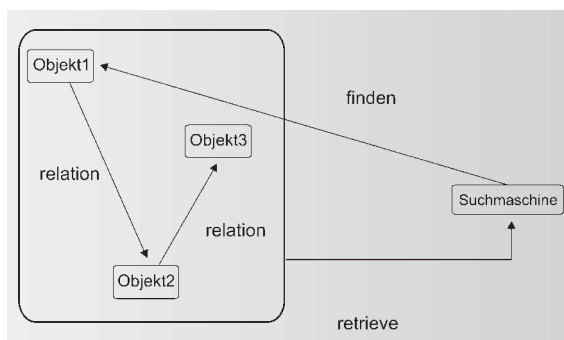 Objekt1
finden
Objekt3
relation
Suchmaschine
relation
Objekt2
retrieve